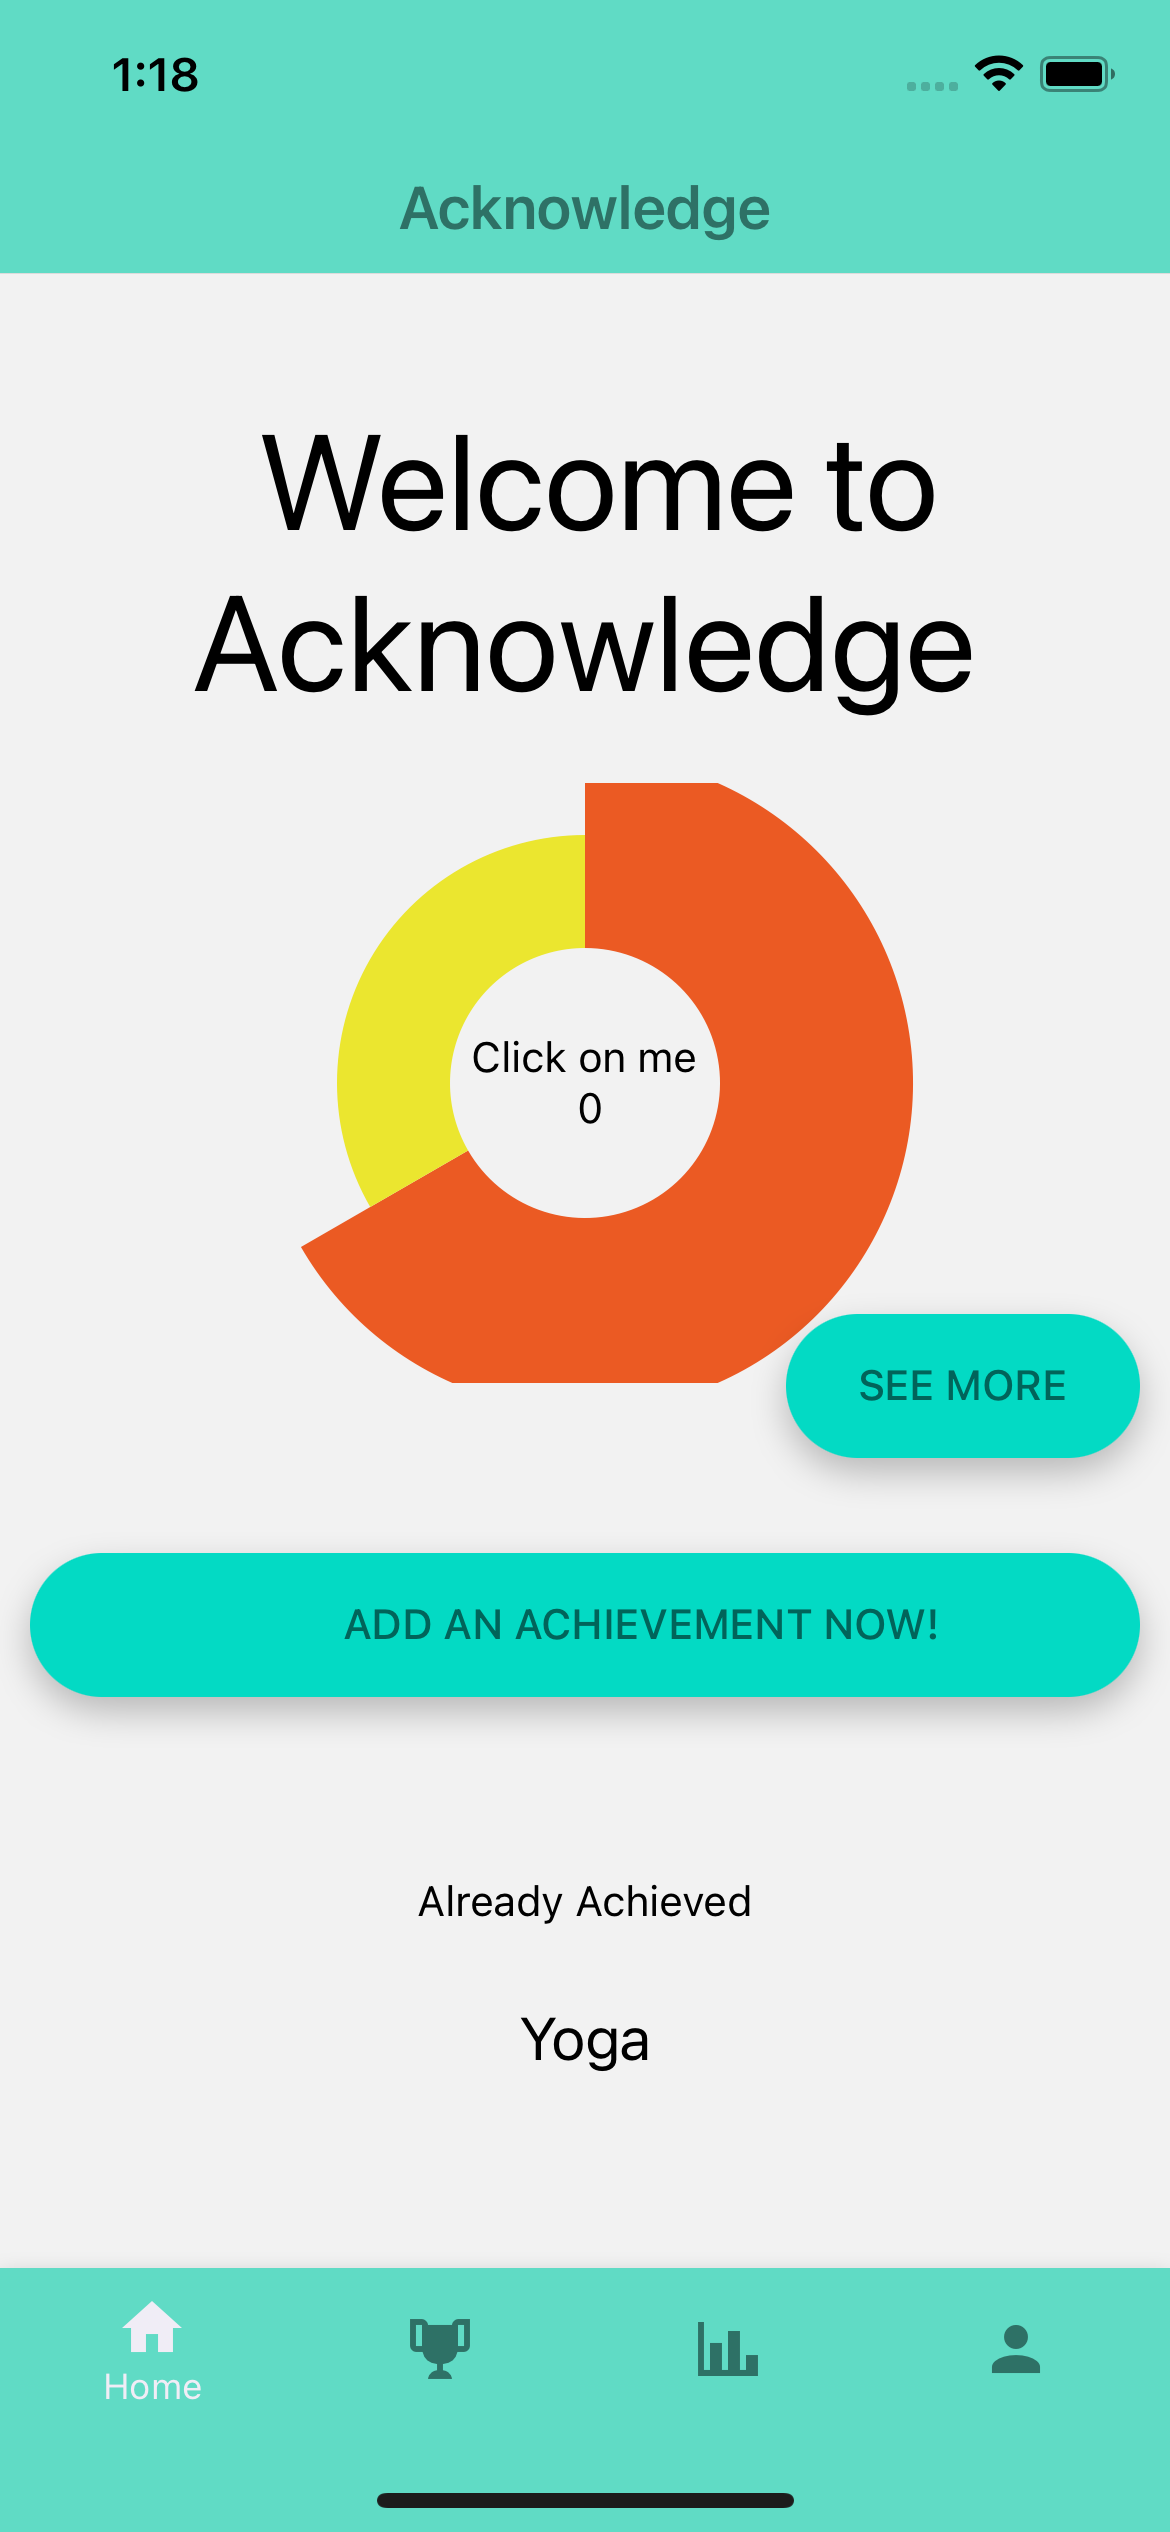 1:18
Acknowledge
Welcome to
Acknowledge
Click on me
0
SEE MORE
ADD AN ACHIEVEMENT NOW!
Already Achieved
Yoga
Home